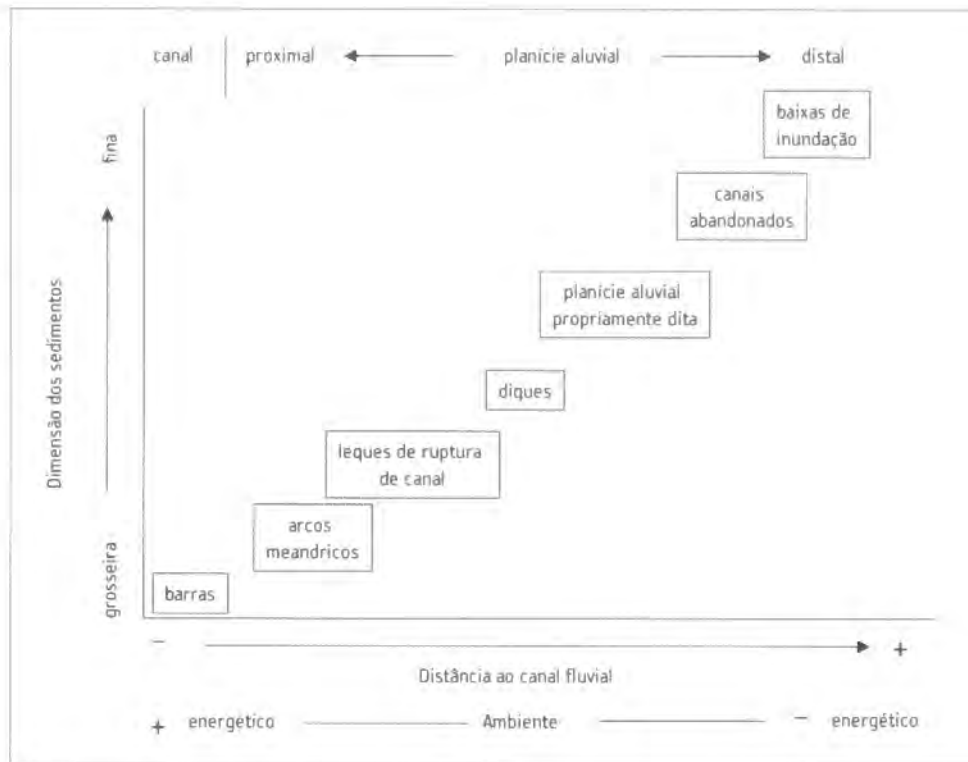 canal proximal planície aluvial distal
baixas de
inundação
fina
canais
abandonados
planície aluvial
propriamente dita
Dimensão dos sedimentos
diques
leques de ruptura
de canal
arcos
meandricos
grosseira
barras
– +
Distância ao canal fluvial
+ energético Ambiente – energético